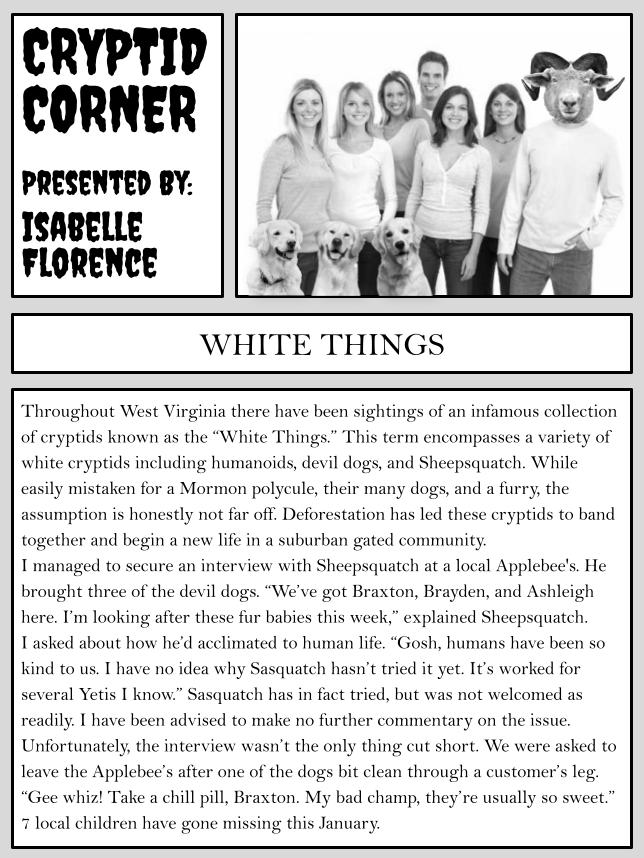 CRYPTID
CORNER
PRESENTED BY:
ISABELLE
FLORENCE
WHITE THINGS
Throughout West Virginia there have been sightings of an infamous collection
of cryptids known as the “White Things.” This term encompasses a variety of
white cryptids including humanoids, devil dogs, and Sheepsquatch. While
easily mistaken for a Mormon polycule, their many dogs, and a furry, the
assumption is honestly not far off. Deforestation has led these cryptids to band
together and begin a new life in a suburban gated community.
I managed to secure an interview with Sheepsquatch at a local Applebee's. He
brought three of the devil dogs. “We’ve got Braxton, Brayden, and Ashleigh
here. I’m looking after these fur babies this week,” explained Sheepsquatch.
I asked about how he’d acclimated to human life. “Gosh, humans have been so
kind to us. I have no idea why Sasquatch hasn’t tried it yet. It’s worked for
several Yetis I know.” Sasquatch has in fact tried, but was not welcomed as
readily. I have been advised to make no further commentary on the issue.
Unfortunately, the interview wasn’t the only thing cut short. We were asked to
leave the Applebee’s after one of the dogs bit clean through a customer’s leg.
“Gee whiz! Take a chill pill, Braxton. My bad champ, they’re usually so sweet.”
7 local children have gone missing this January.